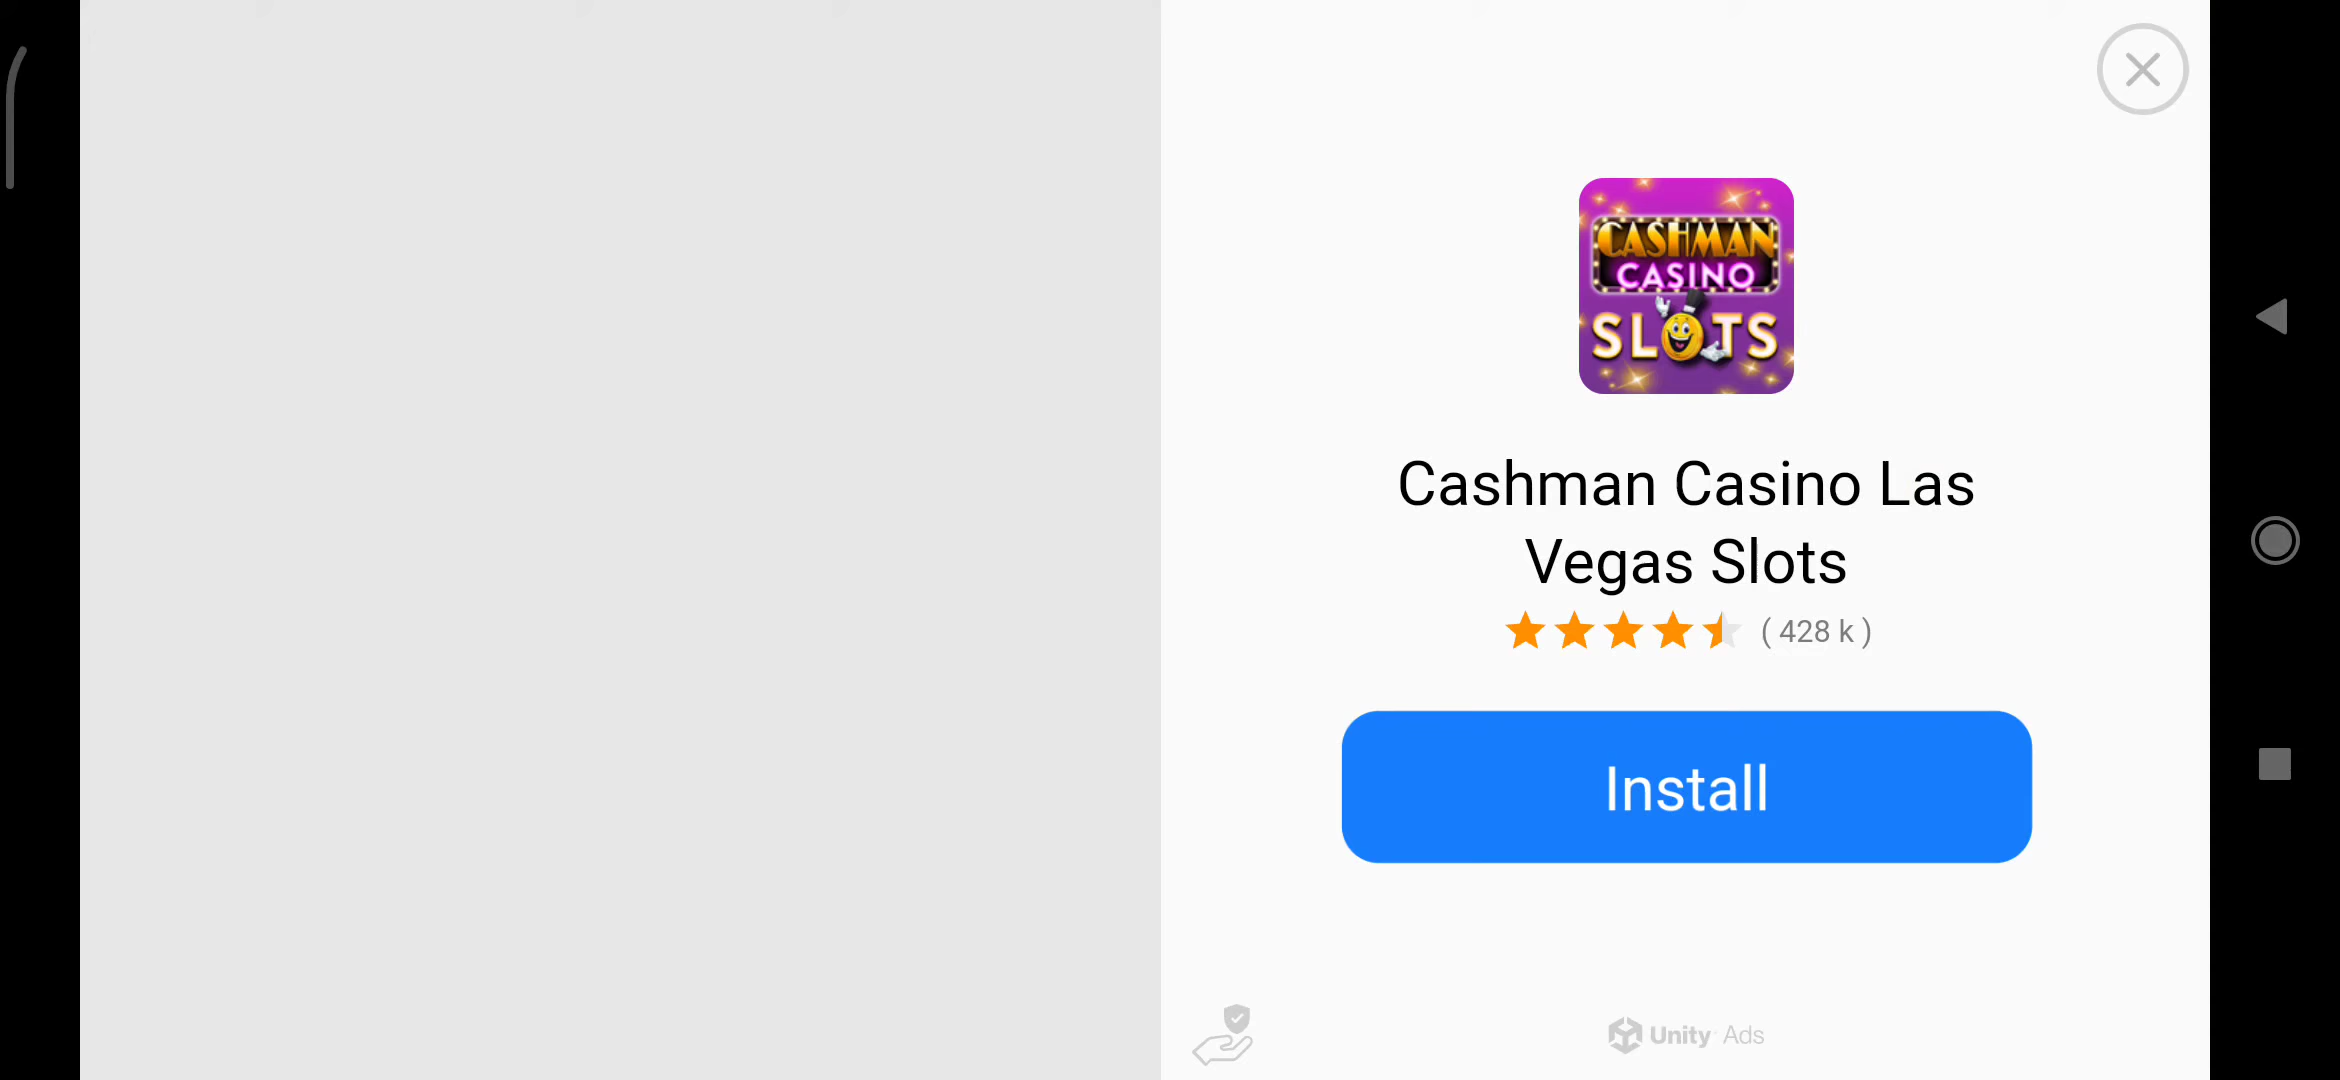 CASHMAN
CASINO
SLOTS
Cashman Casino Las
Vegas Slots
( 428 k )
Install
Unity Ads